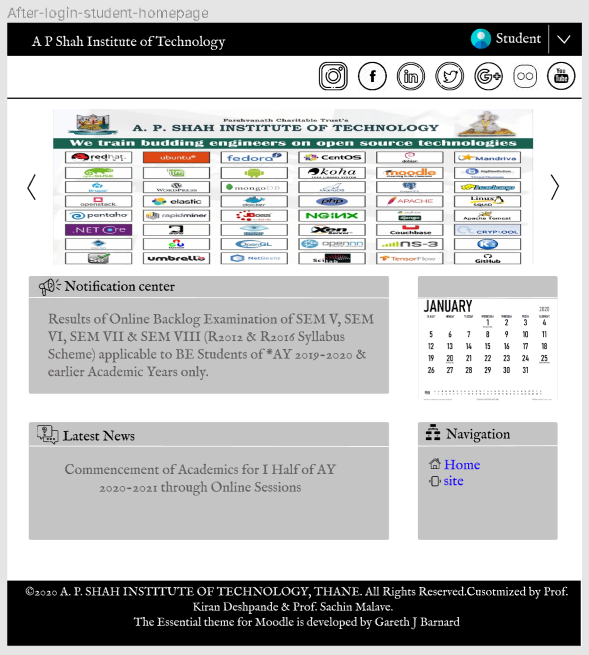 After-login-student-homepage
A P Shah Institute of Technology
Student
You
Tube
Parshvanath Charitable Trust's
A. P. SHAH INSTITUTE OF TECHNOLOGY
We train budding engineers on open source technologies
redhat. ubuntu fedora CentOS debian Mandriva
koha moodle
WORDPRESS mongoDB
openstack. elastic docker php APACHE Linux
pentaho rapidminer JBoss NGINX Apache Tomcat
.NET Core Xen Couchbase CRYPTOOL
OpenGL ns-3
umbrello NetBeans Scilab TensorFlow GitHub
Notification center
Results of Online Backlog Examination of SEM V, SEM
VI, SEM VII & SEM VIII (R2012 & R2016 Syllabus
Scheme) applicable to BE Students of *AY 2019-2020 &
earlier Academic Years only.
JANUARY 2020
1 2 3 4
5 6 7 8 9 10 11
12 13 14 15 16 17 18
19 20 21 22 23 24 25
26 27 28 29 30 31
Latest News
Commencement of Academics for I Half of AY
2020-2021 through Online Sessions
Navigation
Home
site
©2020 A. P. SHAH INSTITUTE OF TECHNOLOGY, THANE. All Rights Reserved.Cusotmized by Prof.
Kiran Deshpande & Prof. Sachin Malave.
The Essential theme for Moodle is developed by Gareth J Barnard